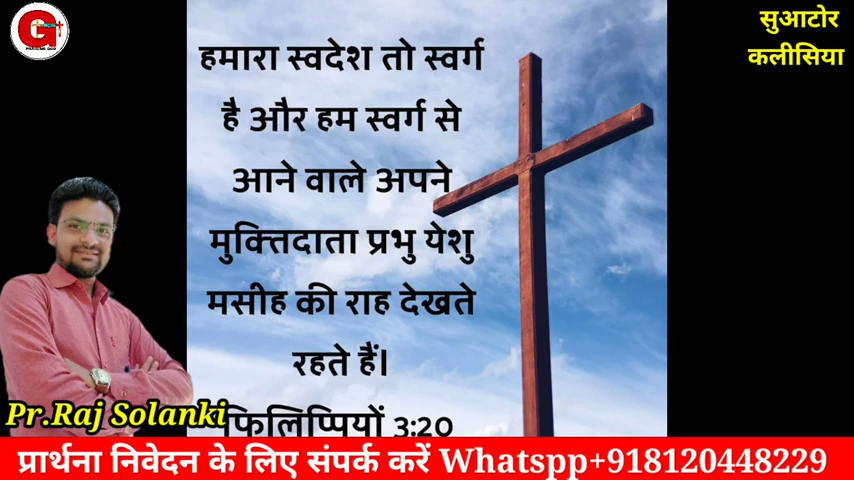 सुआटोर
कलीसिया
हमारा स्वदेश तो स्वर्ग
है और हम स्वर्ग से
आने वाले अपने
मुक्तिदाता प्रभु येशु
मसीह की राह देखते
रहते हैं।
फिलिप्पियों 3:20
Pr.Raj Solanki
प्रार्थना निवेदन के लिए संपर्क करें Whatspp+918120448229